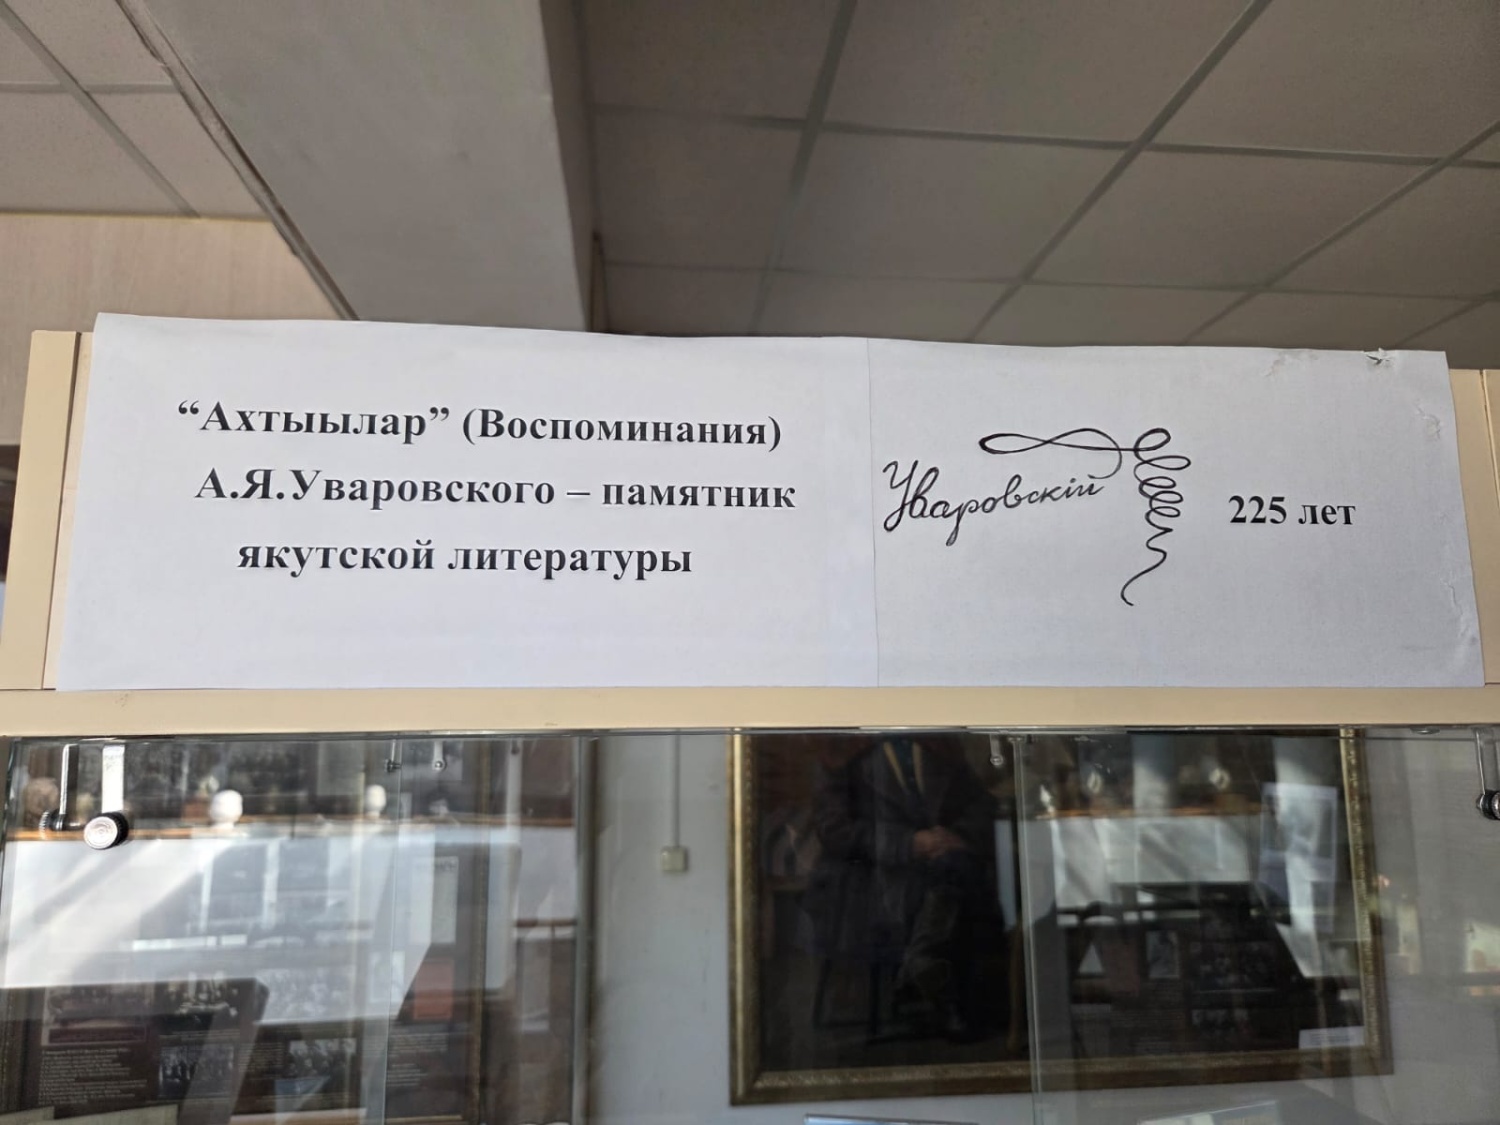 “Ахтыылар” (Воспоминания)
А.Я.Уваровского – памятник
якутской литературы
Уваровскій
225 лет